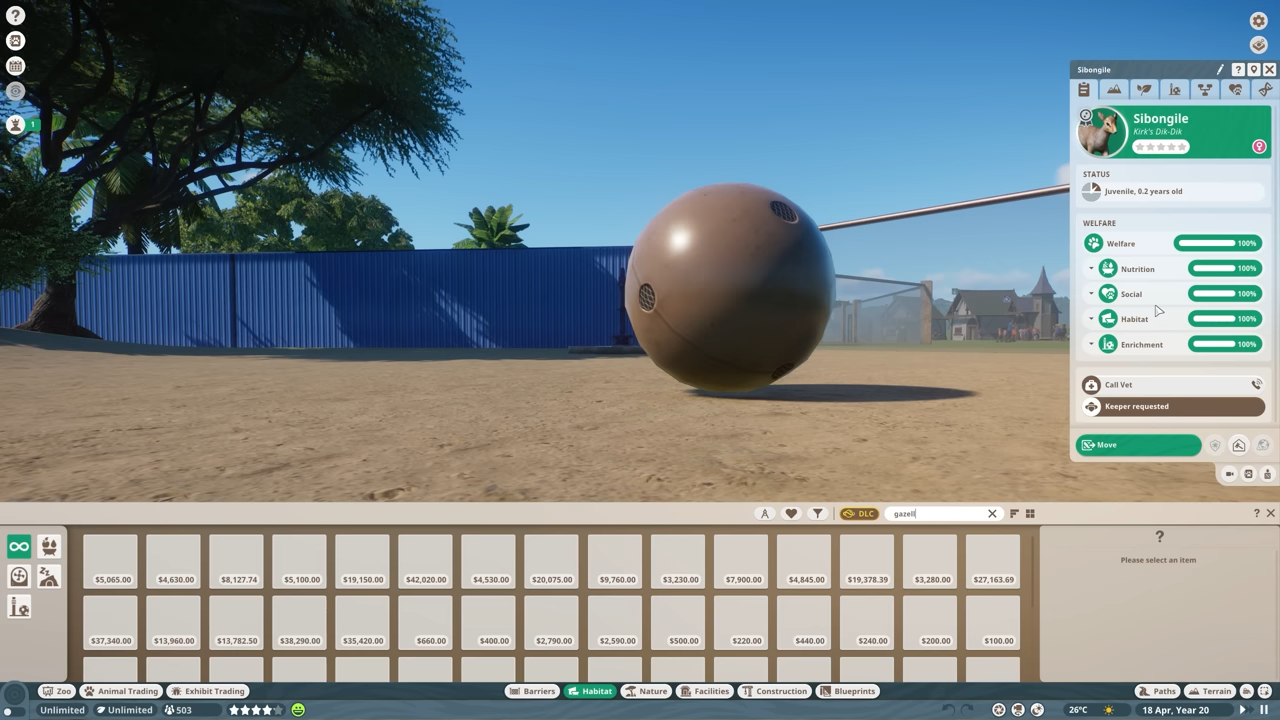 ?
1
Sibongile
?
Sibongile
Kirk's Dik-Dik
STATUS
Juvenile, 0.2 years old
WELFARE
Welfare 100%
Nutrition 100%
Social 100%
Habitat 100%
Enrichment 100%
Call Vet
Keeper requested
Move
DLC gazell ?
$5,065.00 $4,630.00 $8,127.74 $5,100.00 $19,150.00 $42,020.00 $4,530.00 $20,075.00 $9,760.00 $3,230.00 $7,900.00 $4,845.00 $19,378.39 $3,280.00 $27,163.69
$37,340.00 $13,960.00 $13,782.50 $38,290.00 $35,420.00 $660.00 $400.00 $2,790.00 $2,590.00 $500.00 $220.00 $440.00 $240.00 $200.00 $100.00
?
Please select an item
Zoo Animal Trading Exhibit Trading Barriers Habitat Nature Facilities Construction Blueprints Paths Terrain
Unlimited Unlimited 503 26°C 18 Apr, Year 20